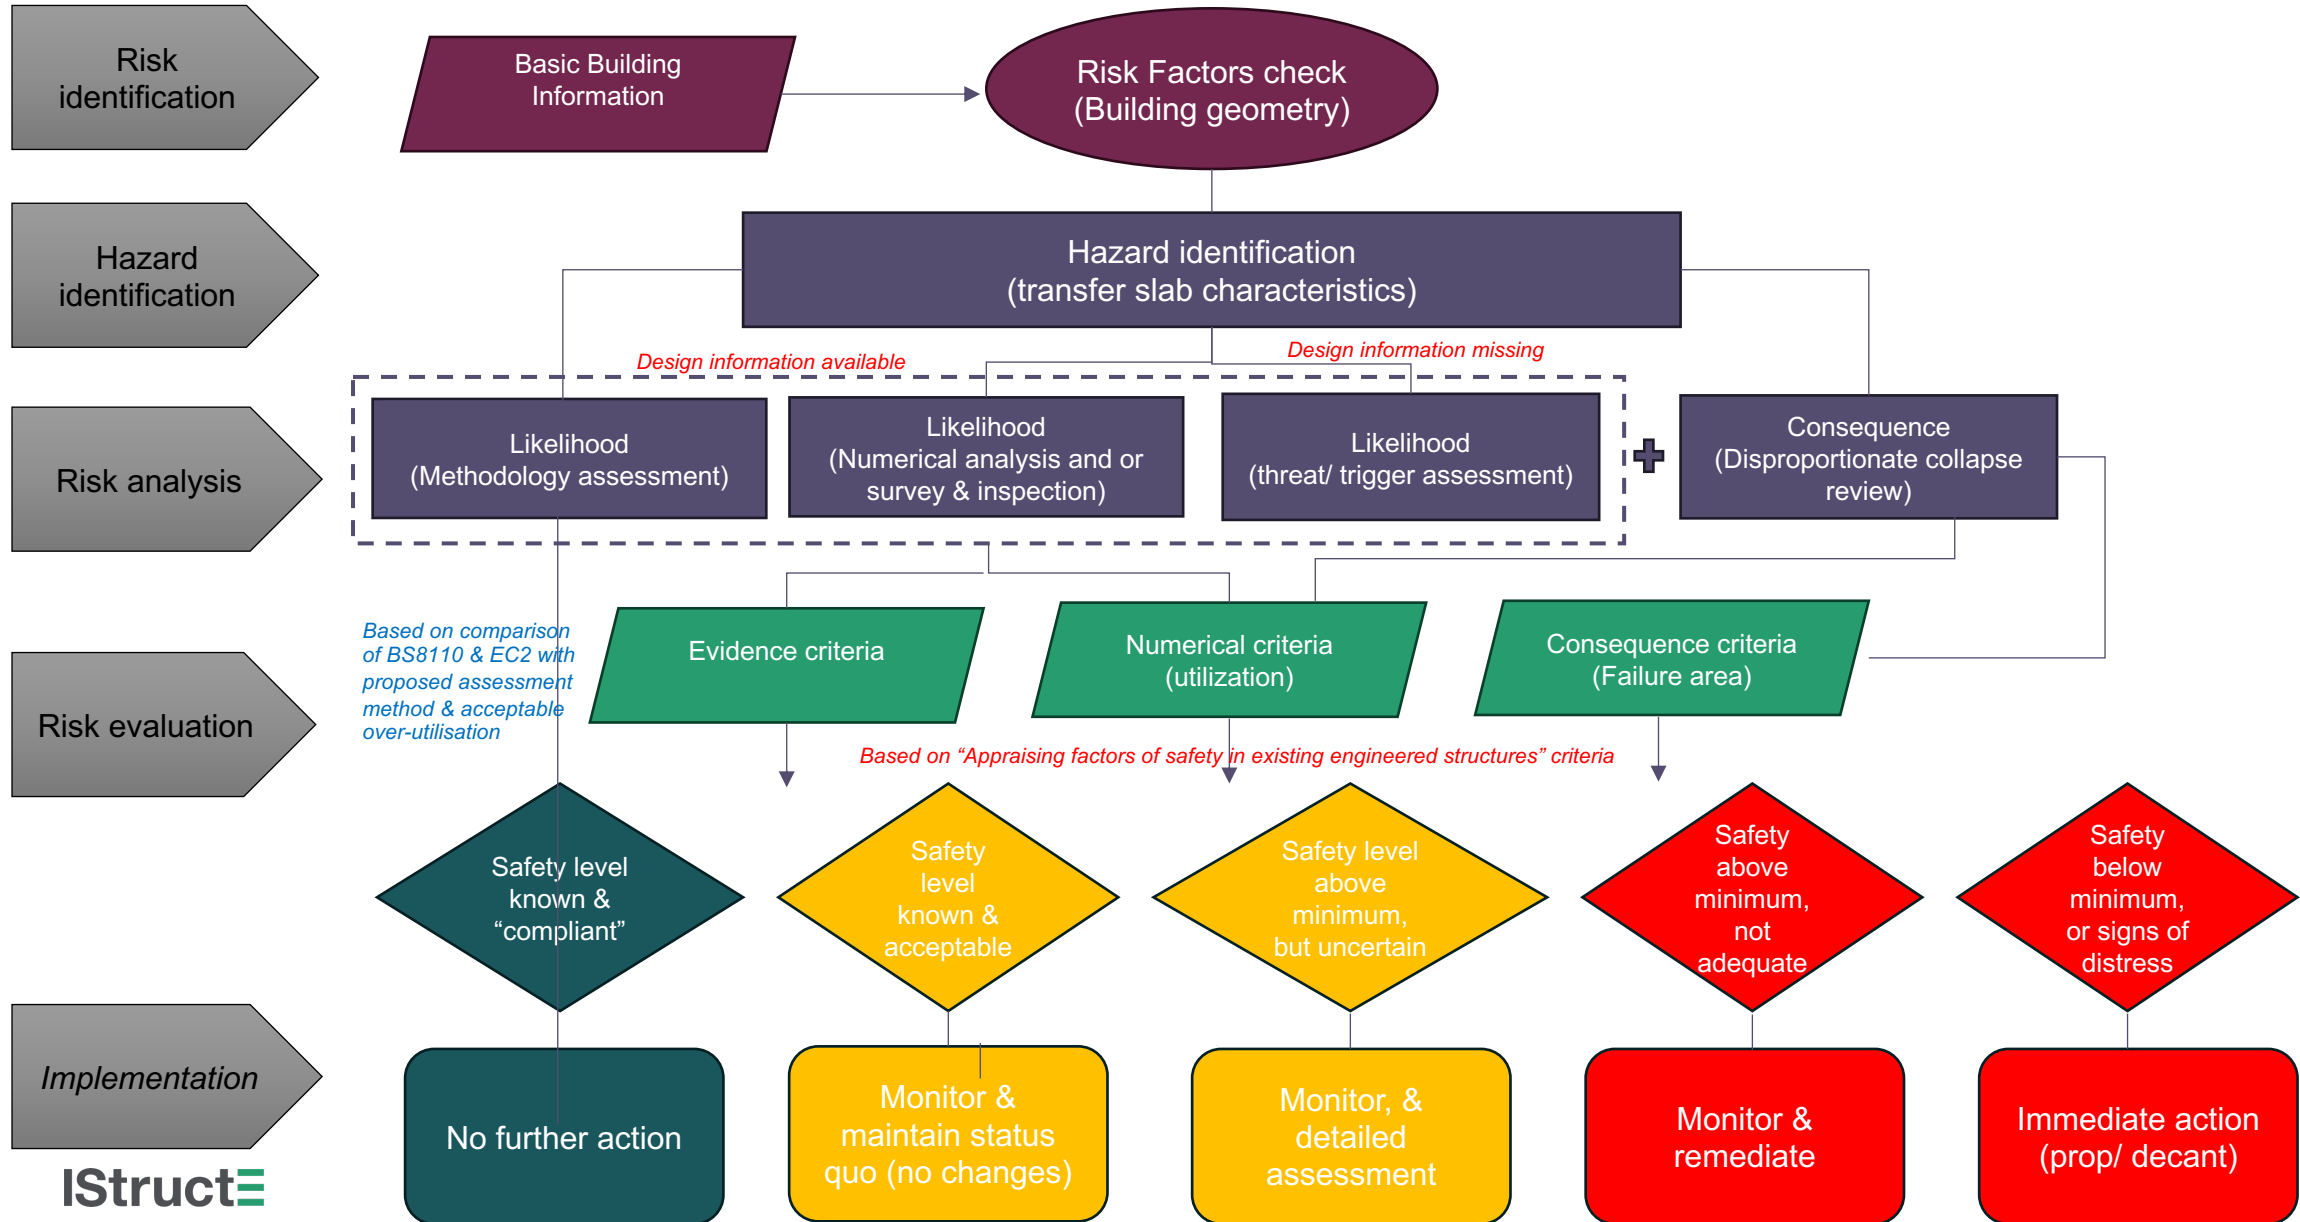 Risk
identification
Basic Building
Information
Risk Factors check
(Building geometry)
Hazard
identification
Hazard identification
(transfer slab characteristics)
Design information available
Design information missing
Risk analysis
Likelihood
(Methodology assessment)
Likelihood
(Numerical analysis and or
survey & inspection)
Likelihood
(threat/ trigger assessment)
Consequence
(Disproportionate collapse
review)
Risk evaluation
Based on comparison
of BS8110 & EC2 with
proposed assessment
method & acceptable
over-utilisation
Evidence criteria
Numerical criteria
(utilization)
Consequence criteria
(Failure area)
Based on “Appraising factors of safety in existing engineered structures” criteria
Safety level
known &
“compliant”
Safety
level
known &
acceptable
Safety level
above
minimum,
but uncertain
Safety
above
minimum,
not
adequate
Safety
below
minimum,
or signs of
distress
Implementation
No further action
Monitor &
maintain status
quo (no changes)
Monitor, &
detailed
assessment
Monitor &
remediate
Immediate action
(prop/ decant)
IStructE